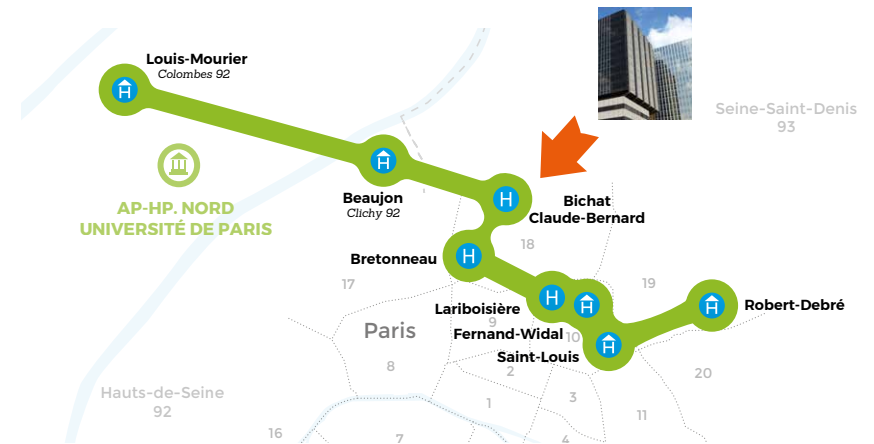 Louis-Mourier
Colombes 92
Seine-Saint-Denis
93
AP-HP. NORD
UNIVERSITÉ DE PARIS
Beaujon
Clichy 92
H
H
H
Bichat
Claude-Bernard
18
Bretonneau
H
17
19
Lariboisière
H
H
Robert-Debré
H
9
Fernand-Widal
10
Paris
Saint-Louis
H
8
2
20
Hauts-de-Seine
92
1
3
11
16
7
4